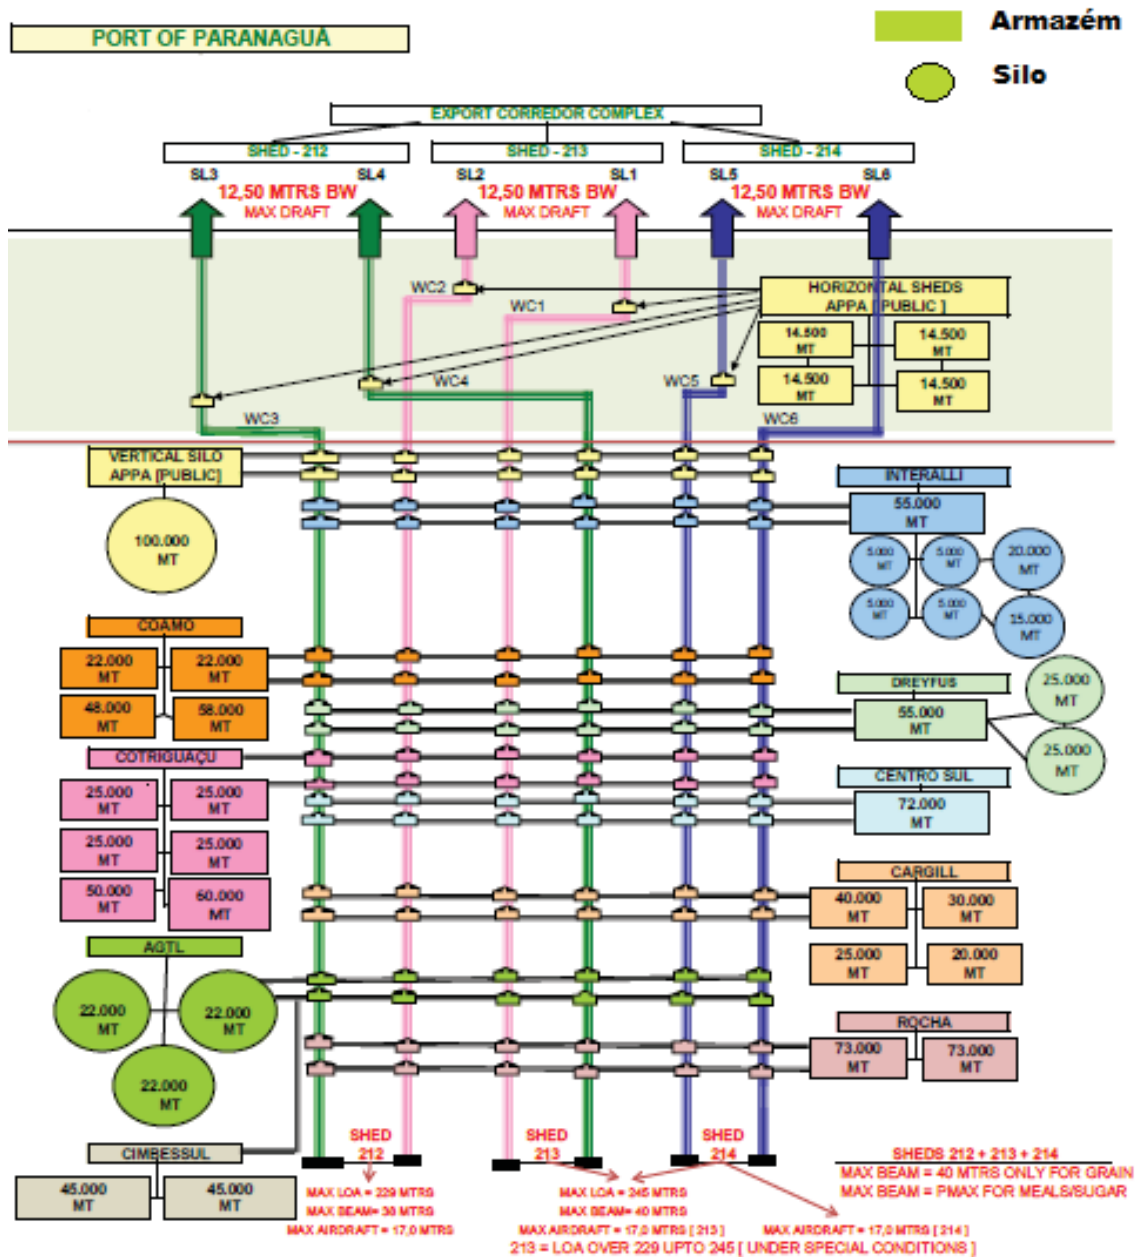 Armazém
PORT OF PARANAGUÁ
Silo
EXPORT CORREDOR COMPLEX
SHED - 212
SHED - 213
SHED - 214
SL3
SL4
SL2
SL1
SL5
SL6
12,50 MTRS BW
MAX DRAFT
12,50 MTRS BW
MAX DRAFT
12,50 MTRS BW
MAX DRAFT
WC2
WC1
HORIZONTAL SHEDS
APPA [PUBLIC ]
14.500
MT
14.500
MT
14.500
MT
14.500
MT
WC4
WC5
WC3
WC6
VERTICAL SILO
APPA [PUBLIC]
100.000
MT
INTERALLI
55.000
MT
5.000
MT
5.000
MT
20.000
MT
5.000
MT
5.000
MT
15.000
MT
COAMO
22.000
MT
22.000
MT
48.000
MT
58.000
MT
DREYFUS
55.000
MT
25.000
MT
25.000
MT
COTRIGUAÇU
25.000
MT
25.000
MT
25.000
MT
25.000
MT
50.000
MT
60.000
MT
CENTRO SUL
72.000
MT
CARGILL
40.000
MT
30.000
MT
25.000
MT
20.000
MT
AGTL
22.000
MT
22.000
MT
22.000
MT
ROCHA
73.000
MT
73.000
MT
CIMBESSUL
45.000
MT
45.000
MT
SHED
212
SHED
213
SHED
214
MAX LOA = 229 MTRS
MAX BEAM= 38 MTRS
MAX AIRDRAFT = 17,0 MTRS
MAX LOA = 245 MTRS
MAX BEAM= 40 MTRS
MAX AIRDRAFT = 17,0 MTRS [ 213 ]
MAX AIRDRAFT = 17,0 MTRS [ 214 ]
213 = LOA OVER 229 UPTO 245 [ UNDER SPECIAL CONDITIONS ]
SHEDS 212 + 213 + 214
MAX BEAM = 40 MTRS ONLY FOR GRAIN
MAX BEAM = PMAX FOR MEALS/SUGAR